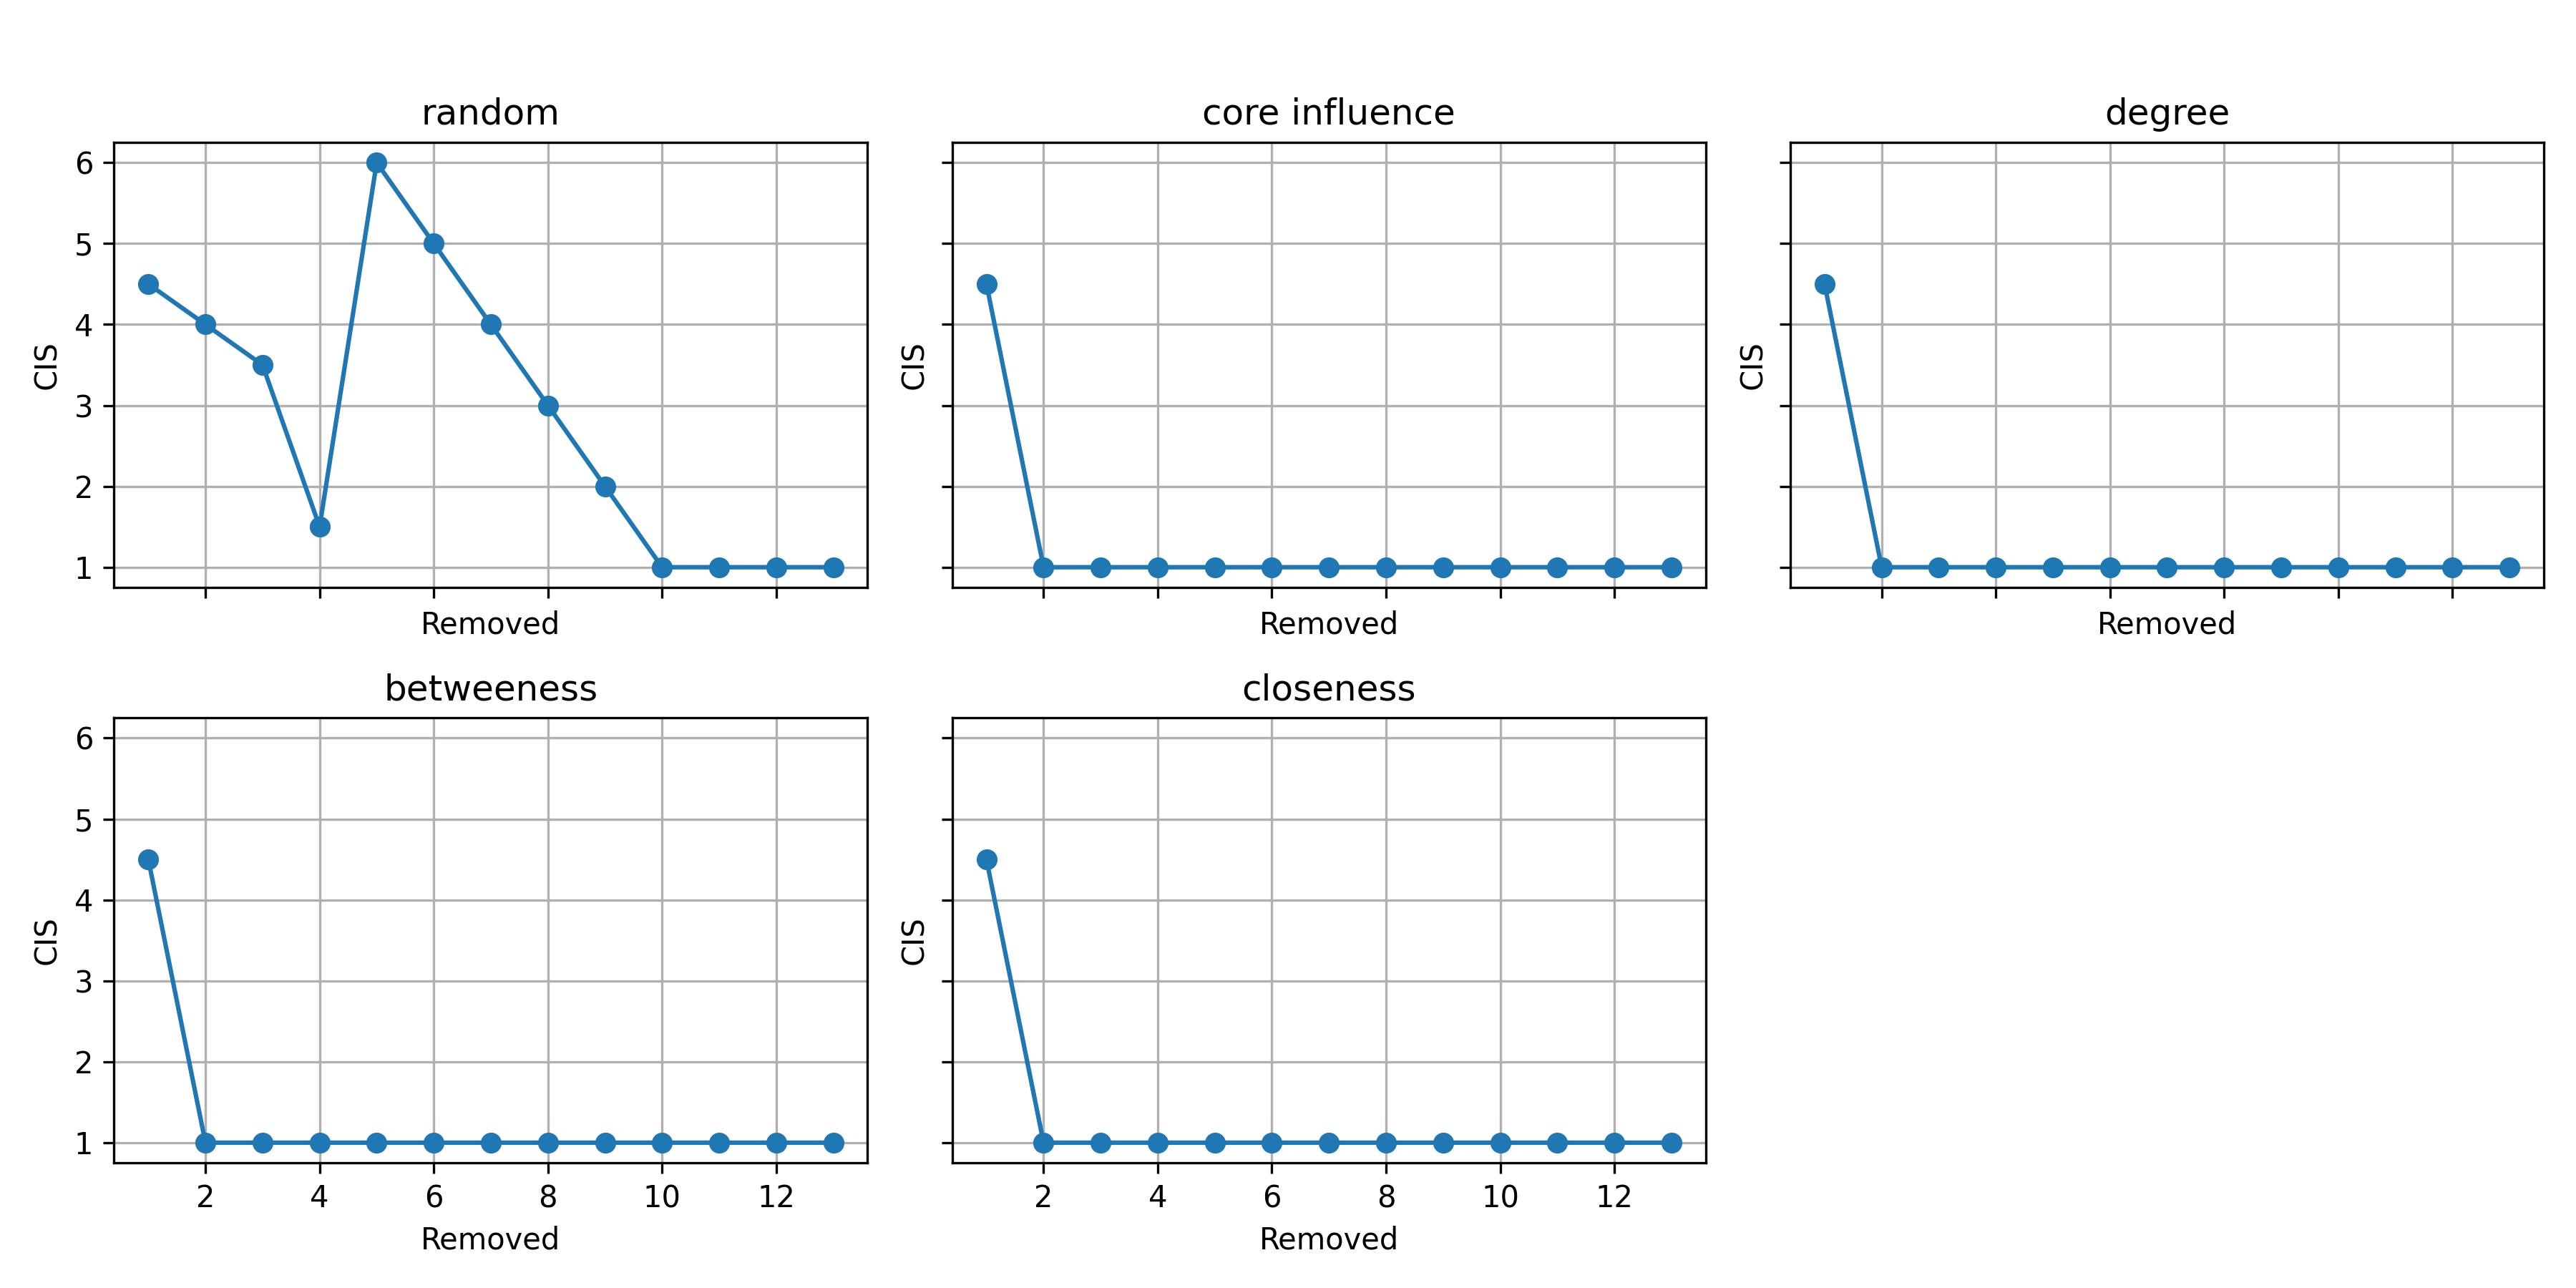 random
core influence
degree
6
5
4
3
2
1
CIS
CIS
CIS
Removed
Removed
Removed
betweeness
closeness
6
5
4
3
2
1
CIS
CIS
2 4 6 8 10 12
2 4 6 8 10 12
Removed
Removed